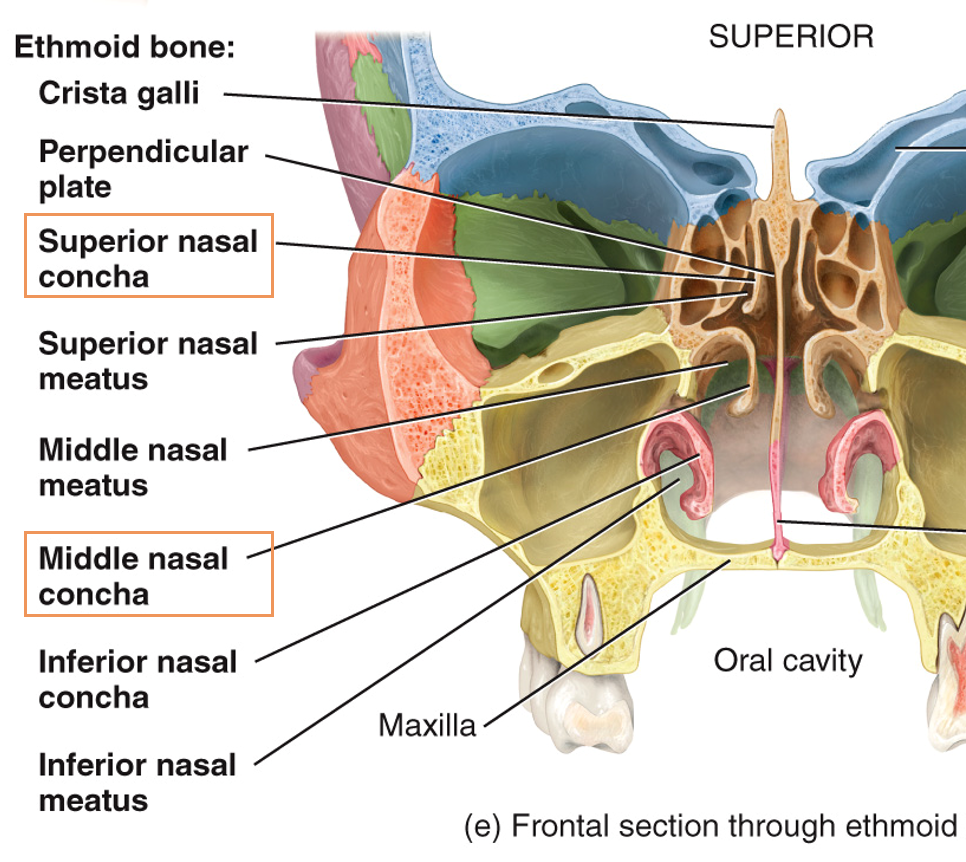 SUPERIOR
Ethmoid bone:
Crista galli
Perpendicular
plate
Superior nasal
concha
Superior nasal
meatus
Middle nasal
meatus
Middle nasal
concha
Inferior nasal
concha
Inferior nasal
meatus
Maxilla
Oral cavity
(e) Frontal section through ethmoid